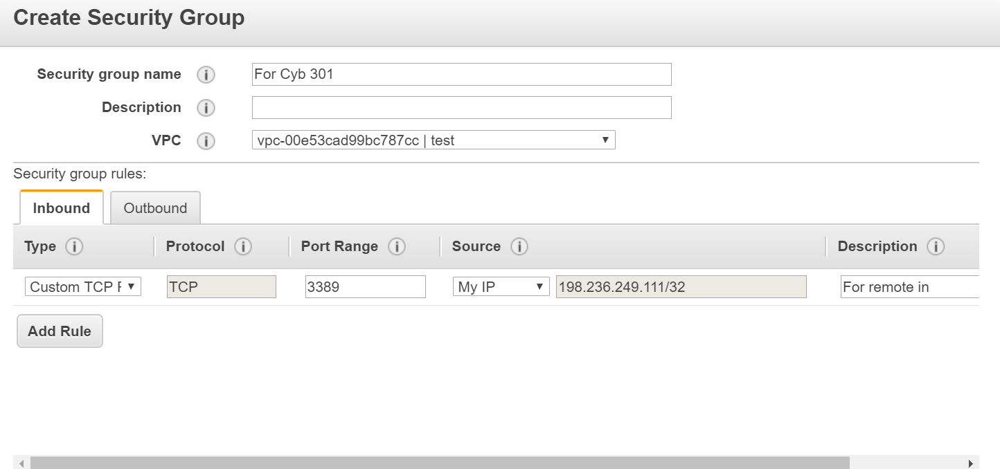 Create Security Group
Security group name i For Cyb 301
Description i
VPC i vpc-00e53cad99bc787cc | test
Security group rules:
Inbound Outbound
Type i Protocol i Port Range i Source i Description i
Custom TCP TCP 3389 My IP 198.236.249.111/32 For remote in
Add Rule